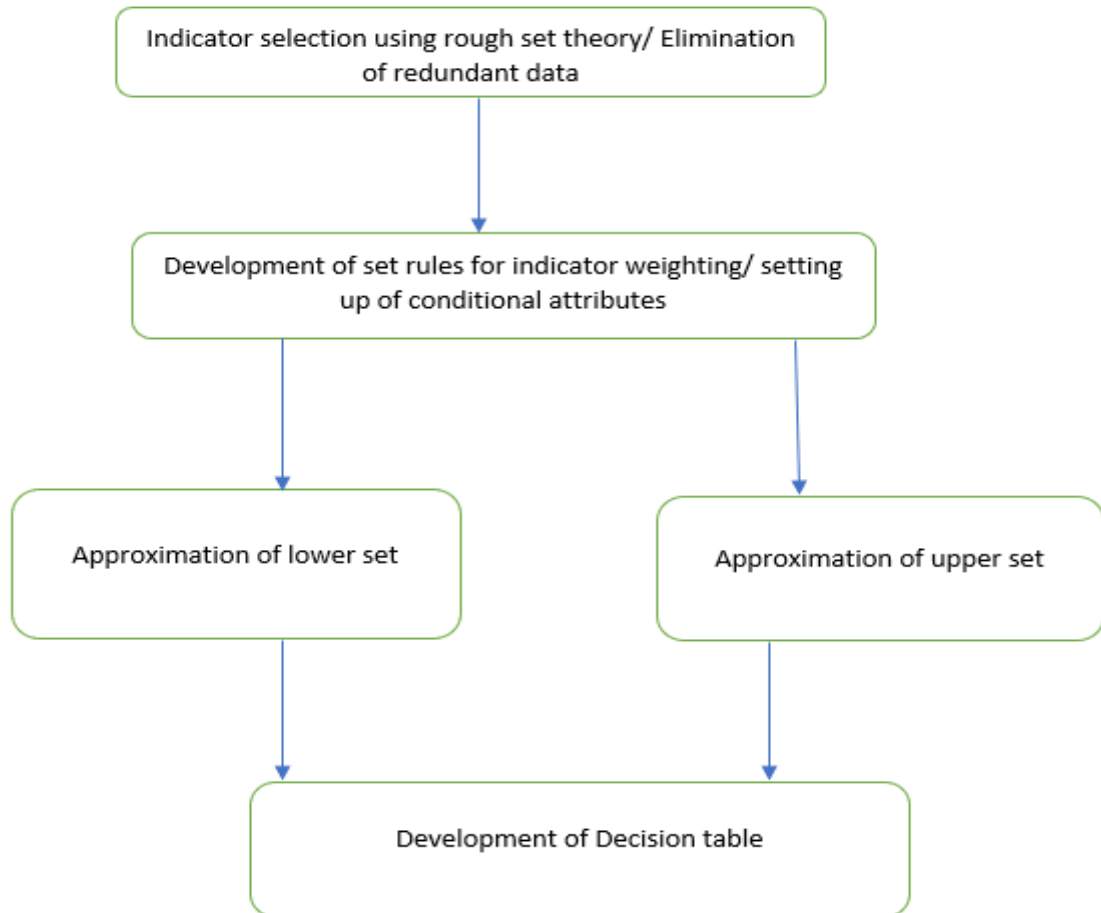 Indicator selection using rough set theory/ Elimination
of redundant data
Development of set rules for indicator weighting/ setting
up of conditional attributes
Approximation of lower set
Approximation of upper set
Development of Decision table